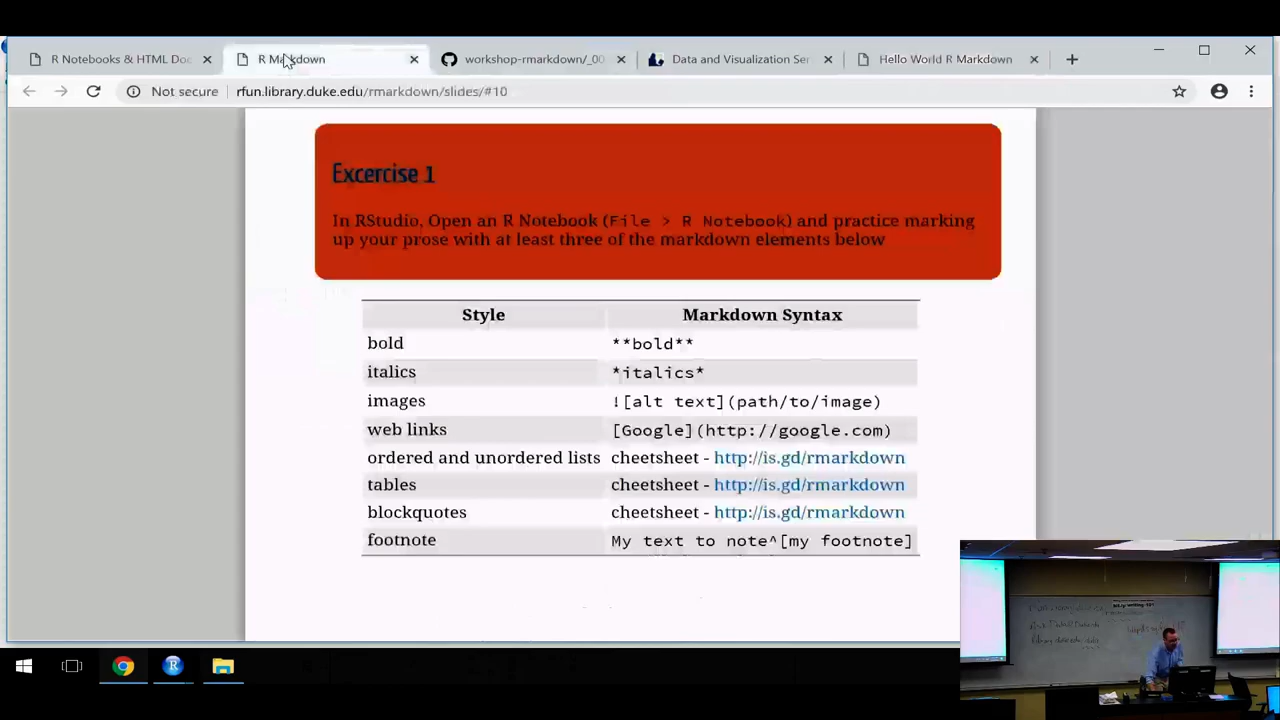 R Notebooks & HTML Doc
R Markdown
workshop-rmarkdown/_00
Data and Visualization Ser
Hello World R Markdown
Not secure
rfun.library.duke.edu/rmarkdown/slides/#10
Excercise 1
In RStudio, Open an R Notebook (File > R Notebook) and practice marking
up your prose with at least three of the markdown elements below
Style Markdown Syntax
bold **bold**
italics *italics*
images ![alt text](path/to/image)
web links [Google](http://google.com)
ordered and unordered lists cheetsheet - http://is.gd/rmarkdown
tables cheetsheet - http://is.gd/rmarkdown
blockquotes cheetsheet - http://is.gd/rmarkdown
footnote My text to note^[my footnote]